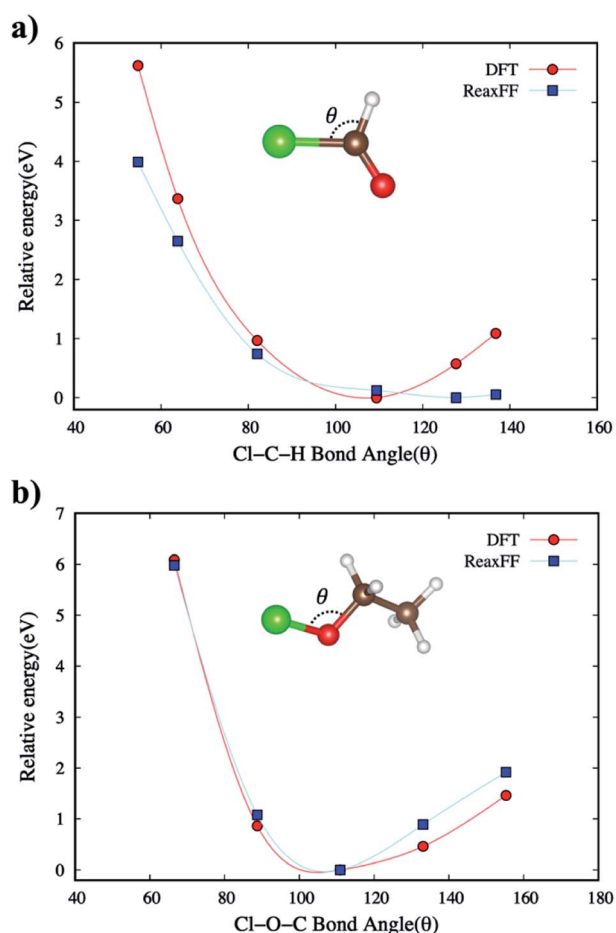 a)
6
5
4
3
2
1
0
Relative energy(eV)
DFT
ReaxFF
θ
40 60 80 100 120 140 160
Cl−C−H Bond Angle(θ)
b)
7
6
5
4
3
2
1
0
Relative energy(eV)
DFT
ReaxFF
θ
40 60 80 100 120 140 160 180
Cl−O−C Bond Angle(θ)